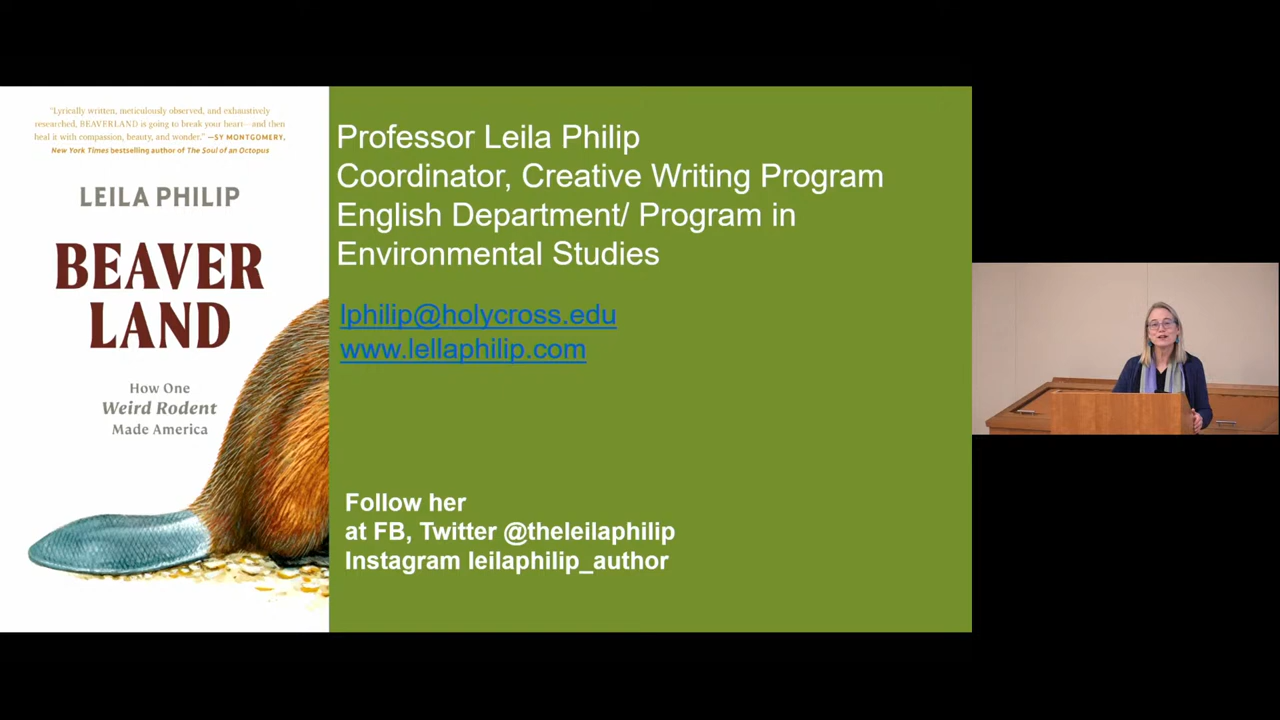 "Lyrically written, meticulously observed, and exhaustively
researched, BEAVERLAND is going to break your heart—and then
heal it with compassion, beauty, and wonder." —SY MONTGOMERY,
New York Times bestselling author of The Soul of an Octopus
LEILA PHILIP
BEAVER
LAND
How One
Weird Rodent
Made America
Professor Leila Philip
Coordinator, Creative Writing Program
English Department/ Program in
Environmental Studies
lphilip@holycross.edu
www.lellaphilip.com
Follow her
at FB, Twitter @theleilaphilip
Instagram leilaphilip_author